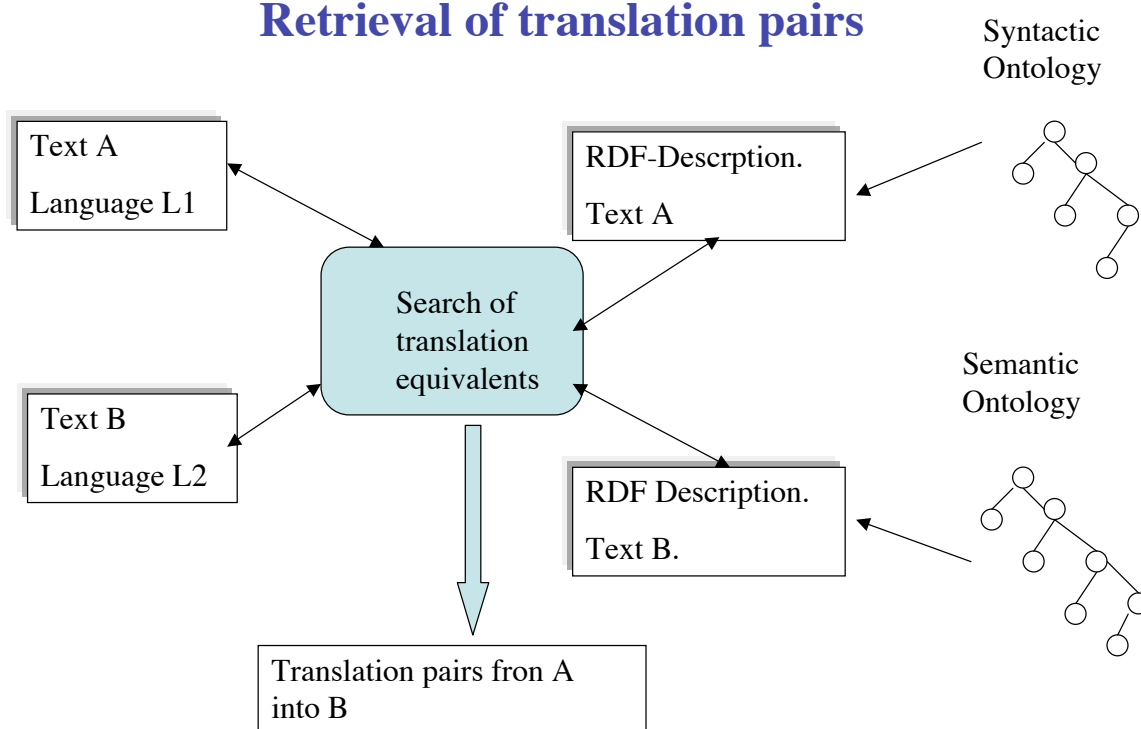 Retrieval of translation pairs
Syntactic
Ontology
Text A
Language L1
RDF-Descrption.
Text A
Search of
translation
equivalents
Semantic
Ontology
Text B
Language L2
RDF Description.
Text B.
Translation pairs fron A
into B